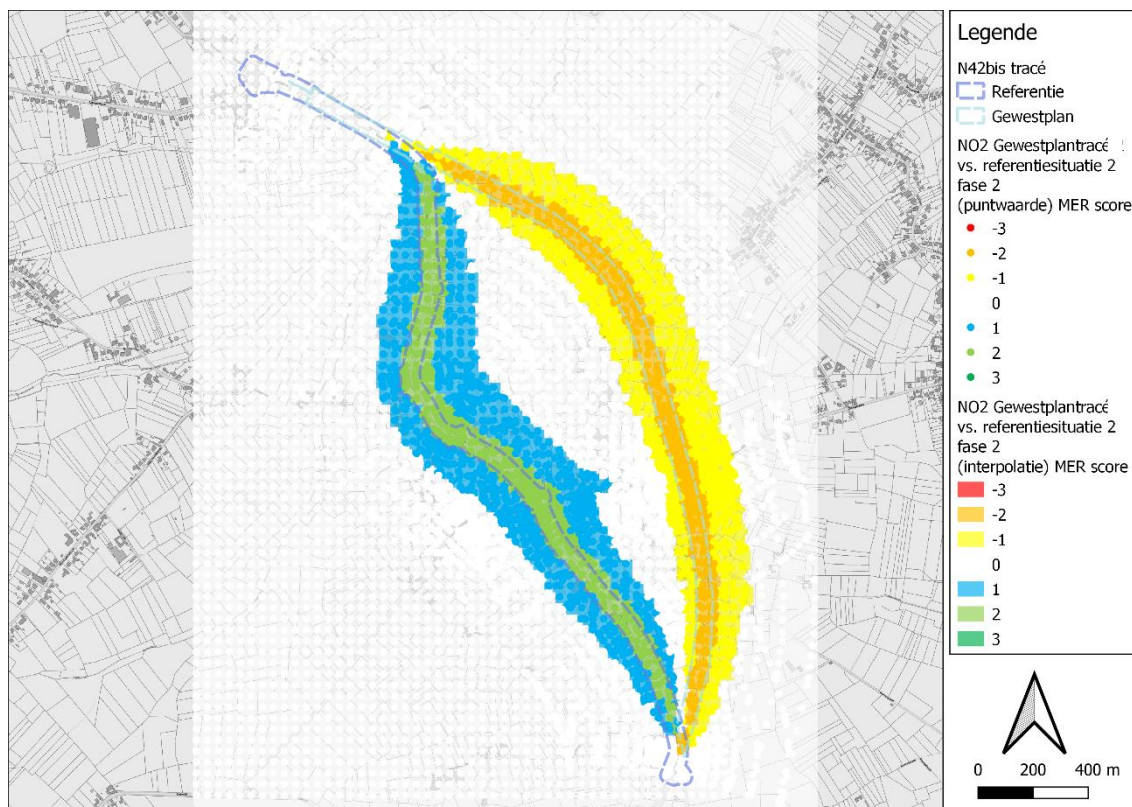 Legende
N42bis tracé
Referentie
Gewestplan
NO2 Gewestplantracé
vs. referentiesituatie 2
fase 2
(puntwaarde) MER score
-3
-2
-1
0
1
2
3
NO2 Gewestplantracé
vs. referentiesituatie 2
fase 2
(interpolatie) MER score
-3
-2
-1
0
1
2
3
0 200 400 m